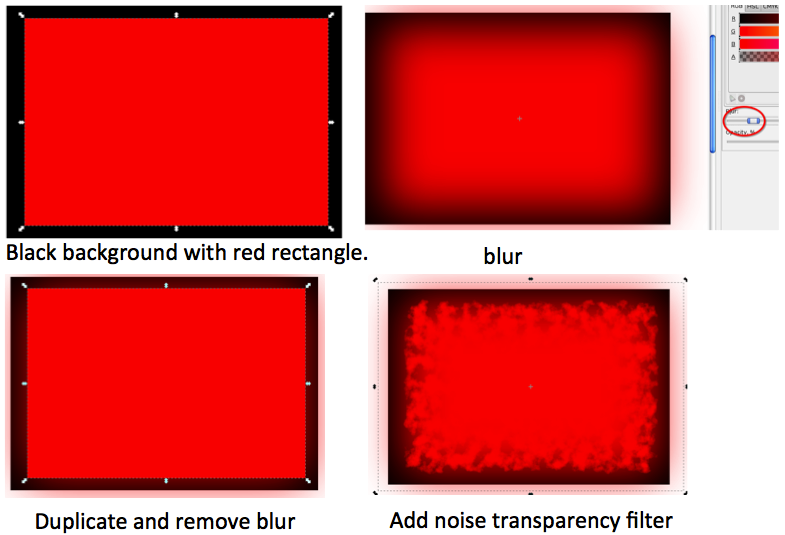 RGB HSL CMYK
R
G
B
A
Blur:
Opacity, %
Black background with red rectangle.
blur
Duplicate and remove blur
Add noise transparency filter